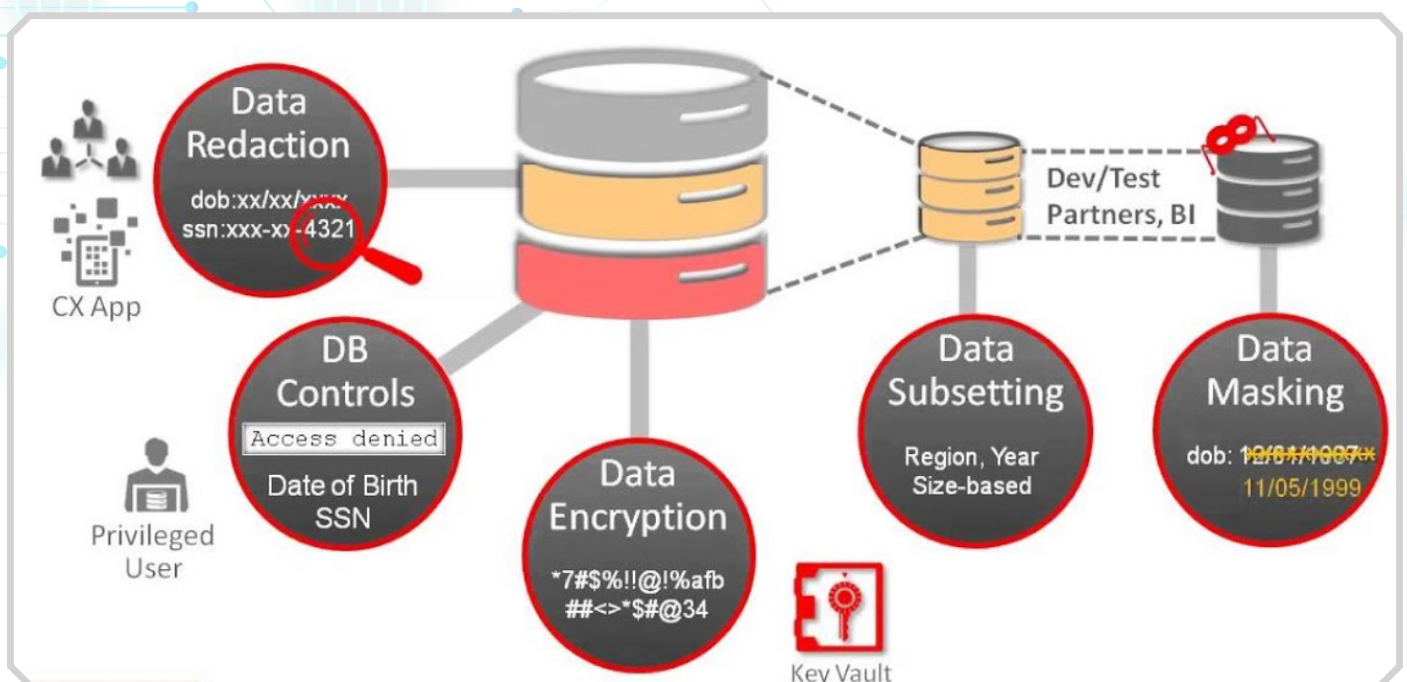 Data
Redaction
dob:xx/xx/xxxx
ssn:xxx-xx-4321
CX App
DB
Controls
Access denied
Date of Birth
SSN
Privileged
User
Data
Encryption
*7#$%!!@!%afb
##<>*$#@34
Key Vault
Dev/Test
Partners, BI
Data
Subsetting
Region, Year
Size-based
Data
Masking
dob:
11/05/1999